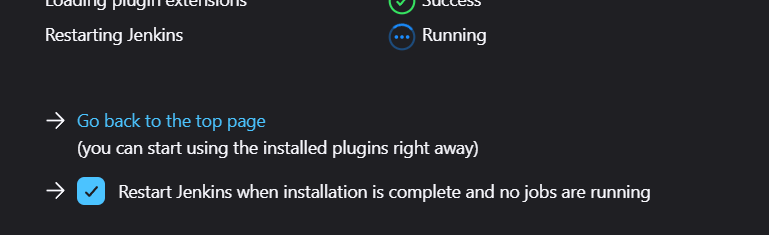 Loading plugin extensions Success
Restarting Jenkins Running
Go back to the top page
(you can start using the installed plugins right away)
Restart Jenkins when installation is complete and no jobs are running